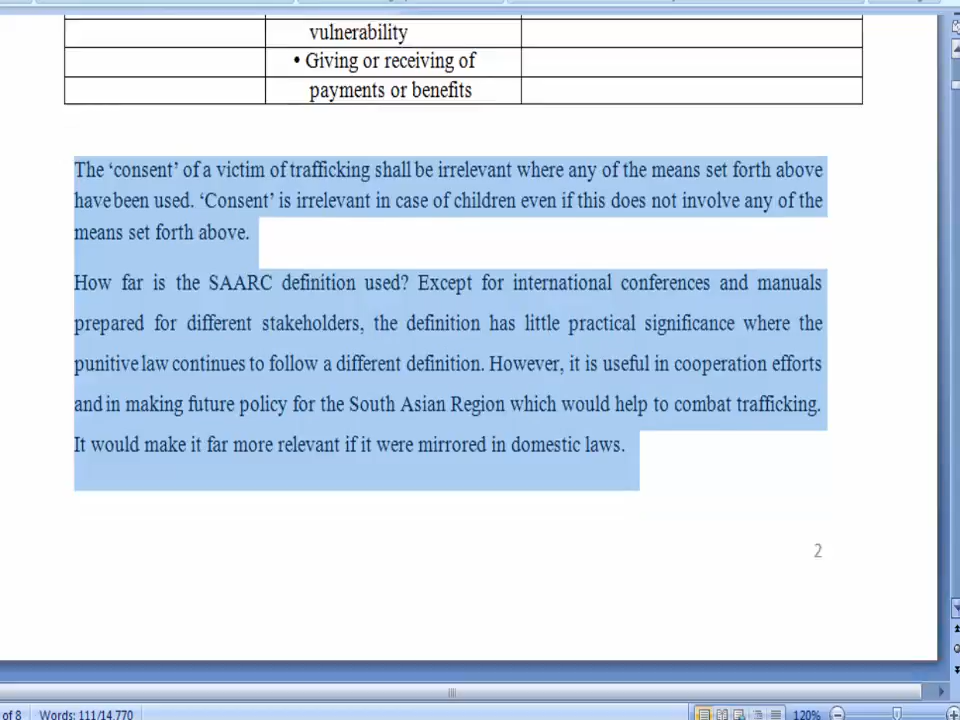 vulnerability
• Giving or receiving of
payments or benefits
The ‘consent’ of a victim of trafficking shall be irrelevant where any of the means set forth above
have been used. ‘Consent’ is irrelevant in case of children even if this does not involve any of the
means set forth above.
How far is the SAARC definition used? Except for international conferences and manuals
prepared for different stakeholders, the definition has little practical significance where the
punitive law continues to follow a different definition. However, it is useful in cooperation efforts
and in making future policy for the South Asian Region which would help to combat trafficking.
It would make it far more relevant if it were mirrored in domestic laws.
2
of 8 Words: 111/14,770 120%